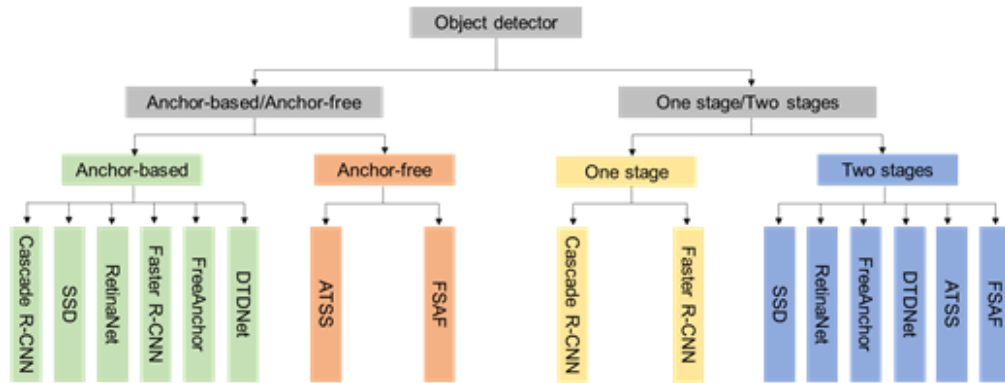 Object detector
Anchor-based/Anchor-free
One stage/Two stages
Anchor-based
Anchor-free
One stage
Two stages
Cascade R-CNN
SSD
RetinaNet
Faster R-CNN
FreeAnchor
DTDNet
ATSS
FSAF
Cascade R-CNN
Faster R-CNN
SSD
RetinaNet
FreeAnchor
DTDNet
ATSS
FSAF